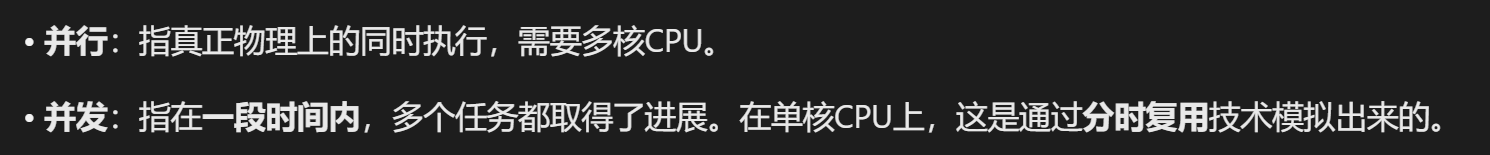 • 并行：指真正物理上的同时执行，需要多核CPU。
• 并发：指在一段时间内，多个任务都取得了进展。在单核CPU上，这是通过分时复用技术模拟出来的。